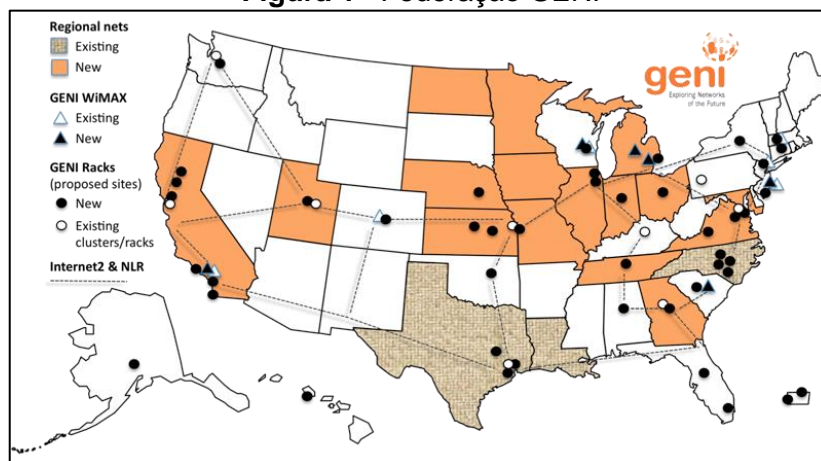 Figura 1 - Federação GENI
Regional nets
Existing
New
GENI WiMAX
Existing
New
GENI Racks
(proposed sites)
New
Existing
clusters/racks
Internet2 & NLR
geni
Exploring Networks
of the Future